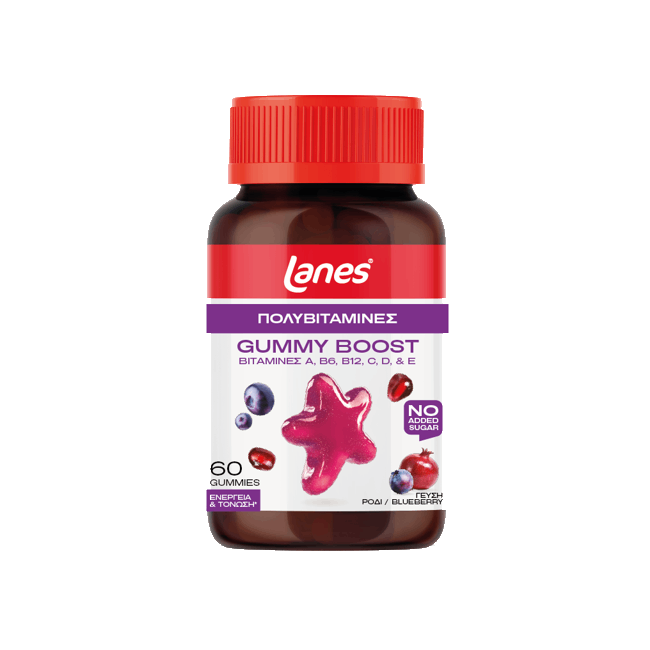 Lanes®
ΠΟΛΥΒΙΤΑΜΙΝΕΣ
GUMMY BOOST
ΒΙΤΑΜΙΝΕΣ A, B6, B12, C, D, & E
NO
ADDED
SUGAR
60
GUMMIES
ΕΝΕΡΓΕΙΑ
& ΤΟΝΩΣΗ*
ΓΕΥΣΗ
ΡΟΔΙ / BLUEBERRY